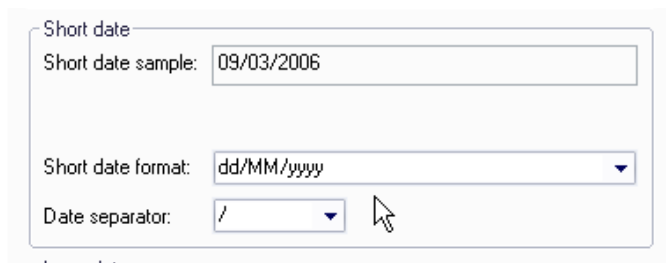 Short date
Short date sample: 09/03/2006
Short date format: dd/MM/yyyy
Date separator: /